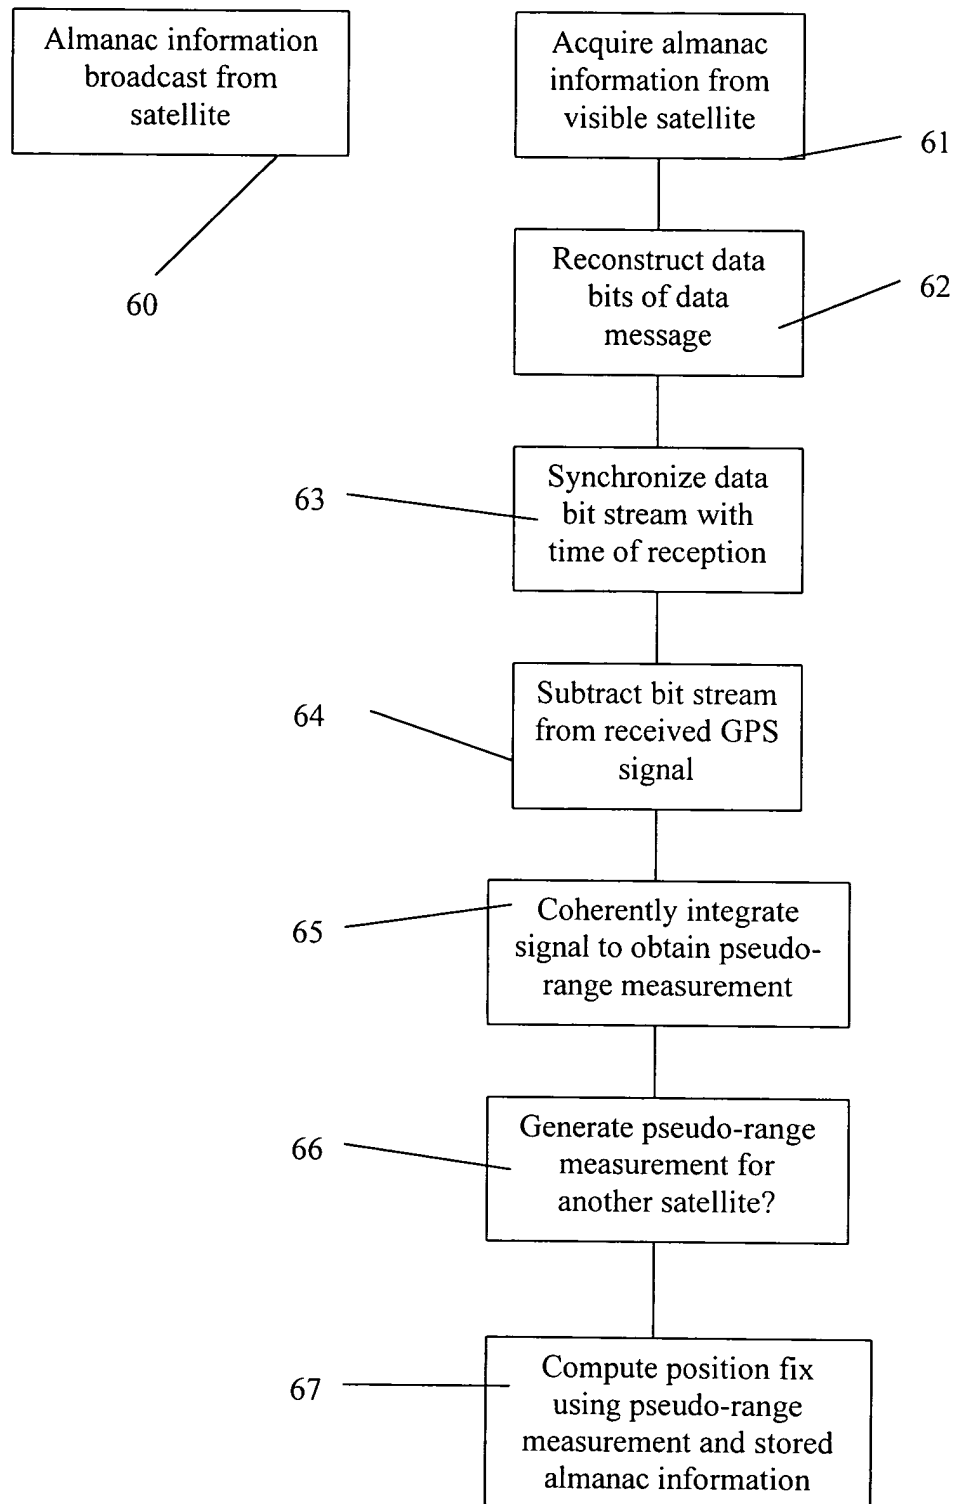 Almanac information
broadcast from
satellite
60
Acquire almanac
information from
visible satellite
61
Reconstruct data
bits of data
message
62
Synchronize data
bit stream with
time of reception
63
Subtract bit stream
from received GPS
signal
64
Coherently integrate
signal to obtain pseudo-
range measurement
65
Generate pseudo-range
measurement for
another satellite?
66
Compute position fix
using pseudo-range
measurement and stored
almanac information
67